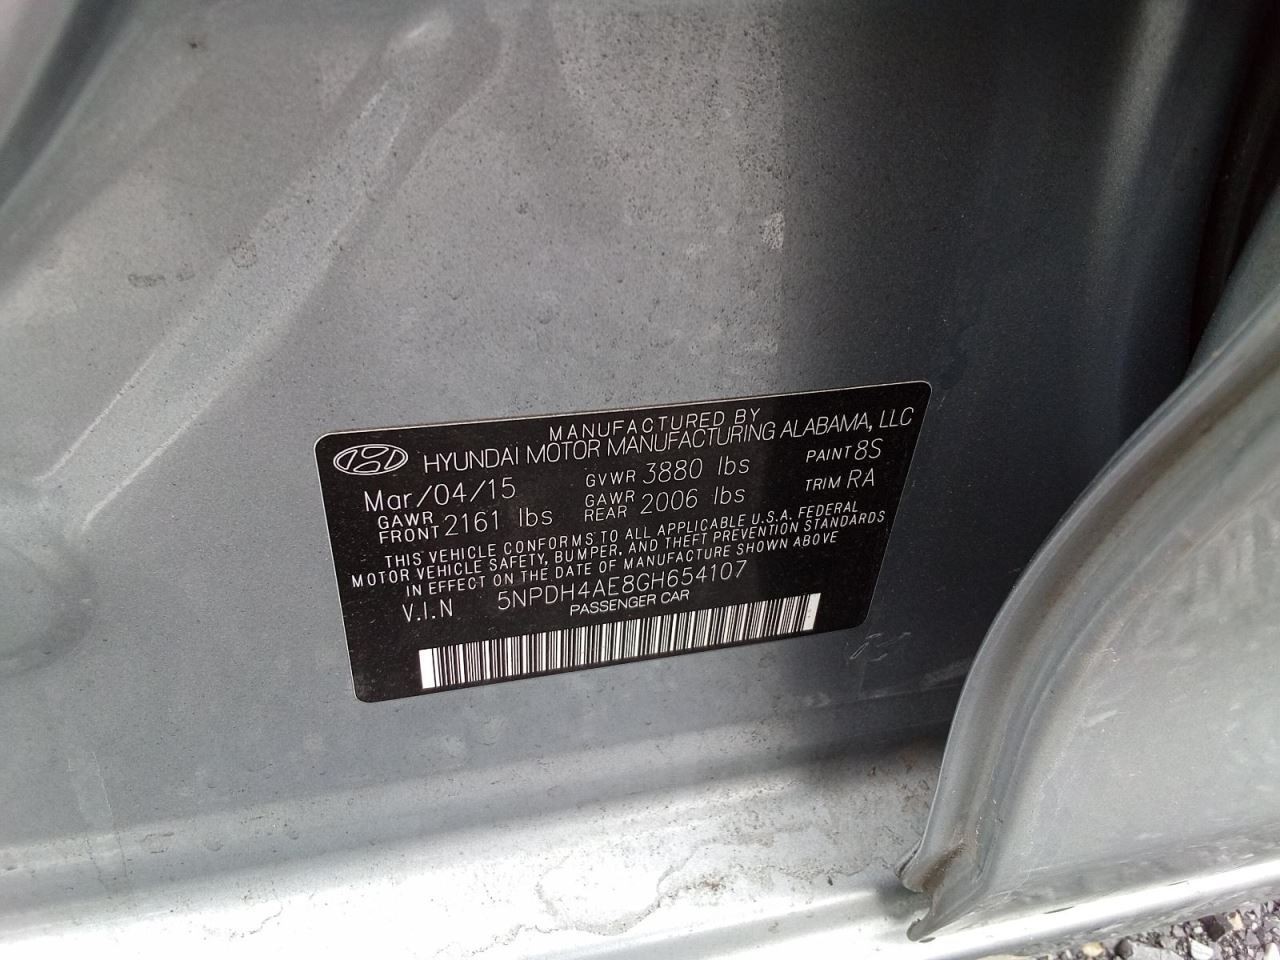 MANUFACTURED BY
HYUNDAI MOTOR MANUFACTURING ALABAMA, LLC
Mar/04/15 GVWR 3880 lbs PAINT 8S
GAWR FRONT 2161 lbs GAWR REAR 2006 lbs TRIM RA
THIS VEHICLE CONFORMS TO ALL APPLICABLE U.S.A. FEDERAL
MOTOR VEHICLE SAFETY, BUMPER, AND THEFT PREVENTION STANDARDS
IN EFFECT ON THE DATE OF MANUFACTURE SHOWN ABOVE
V.I.N 5NPDH4AE8GH654107
PASSENGER CAR